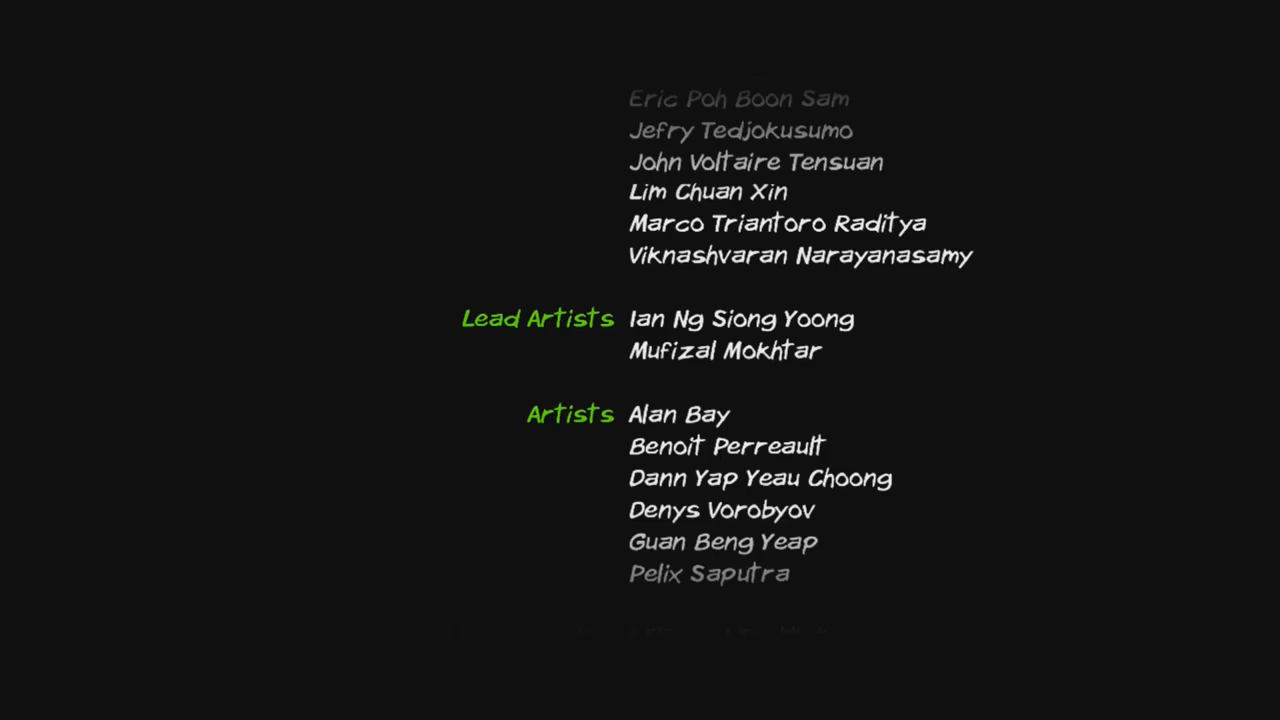 Eric Poh Boon Sam
Jefry Tedjokusumo
John Voltaire Tensuan
Lim Chuan Xin
Marco Triantoro Raditya
Viknashvaran Narayanasamy
Lead Artists Ian Ng Siong Yoong
Mufizal Mokhtar
Artists Alan Bay
Benoit Perreault
Dann Yap Yeau Choong
Denys Vorobyov
Guan Beng Yeap
Pelix Saputra